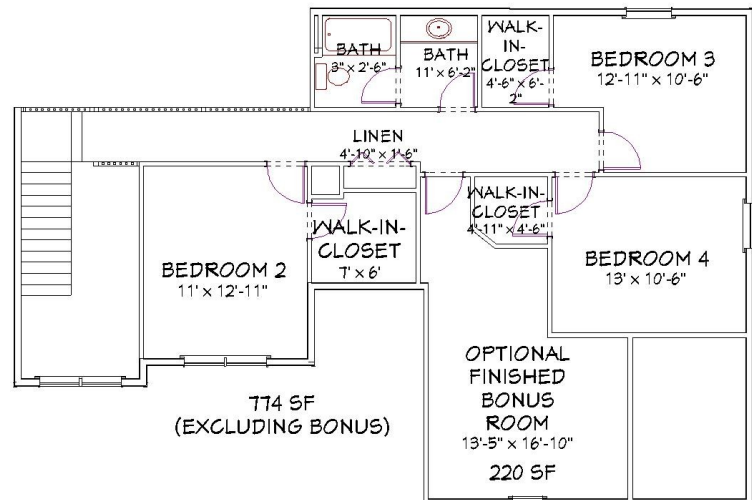 BATH
3" x 2'-6"
BATH
11' x 6'-2"
WALK-
IN-
CLOSET
4'-6" x 6'-
2"
BEDROOM 3
12'-11" x 10'-6"
LINEN
4'-10" x 1'-6"
WALK-IN-
CLOSET
4'-11" x 4'-6"
WALK-IN-
CLOSET
7' x 6'
BEDROOM 2
11' x 12'-11"
BEDROOM 4
13' x 10'-6"
OPTIONAL
FINISHED
BONUS
ROOM
13'-5" x 16'-10"
220 SF
774 SF
(EXCLUDING BONUS)